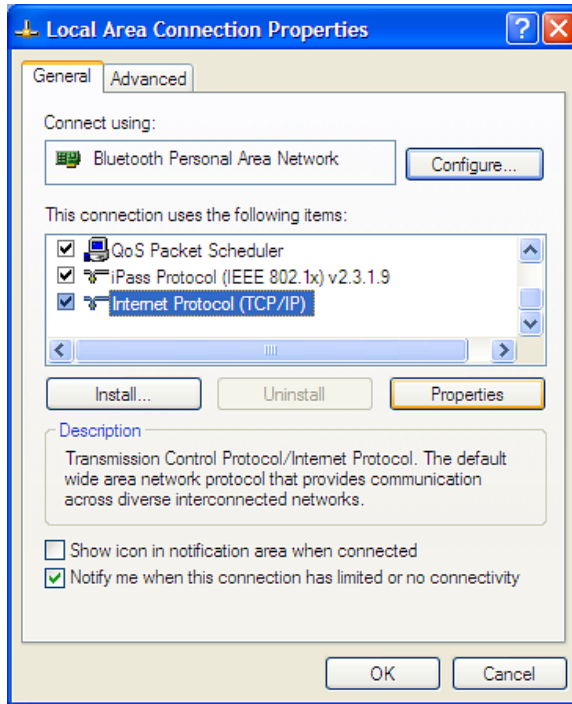 Local Area Connection Properties
General Advanced
Connect using:
Bluetooth Personal Area Network Configure...
This connection uses the following items:
QoS Packet Scheduler
iPass Protocol (IEEE 802.1x) v2.3.1.9
Internet Protocol (TCP/IP)
Install... Uninstall Properties
Description
Transmission Control Protocol/Internet Protocol. The default
wide area network protocol that provides communication
across diverse interconnected networks.
Show icon in notification area when connected
Notify me when this connection has limited or no connectivity
OK Cancel